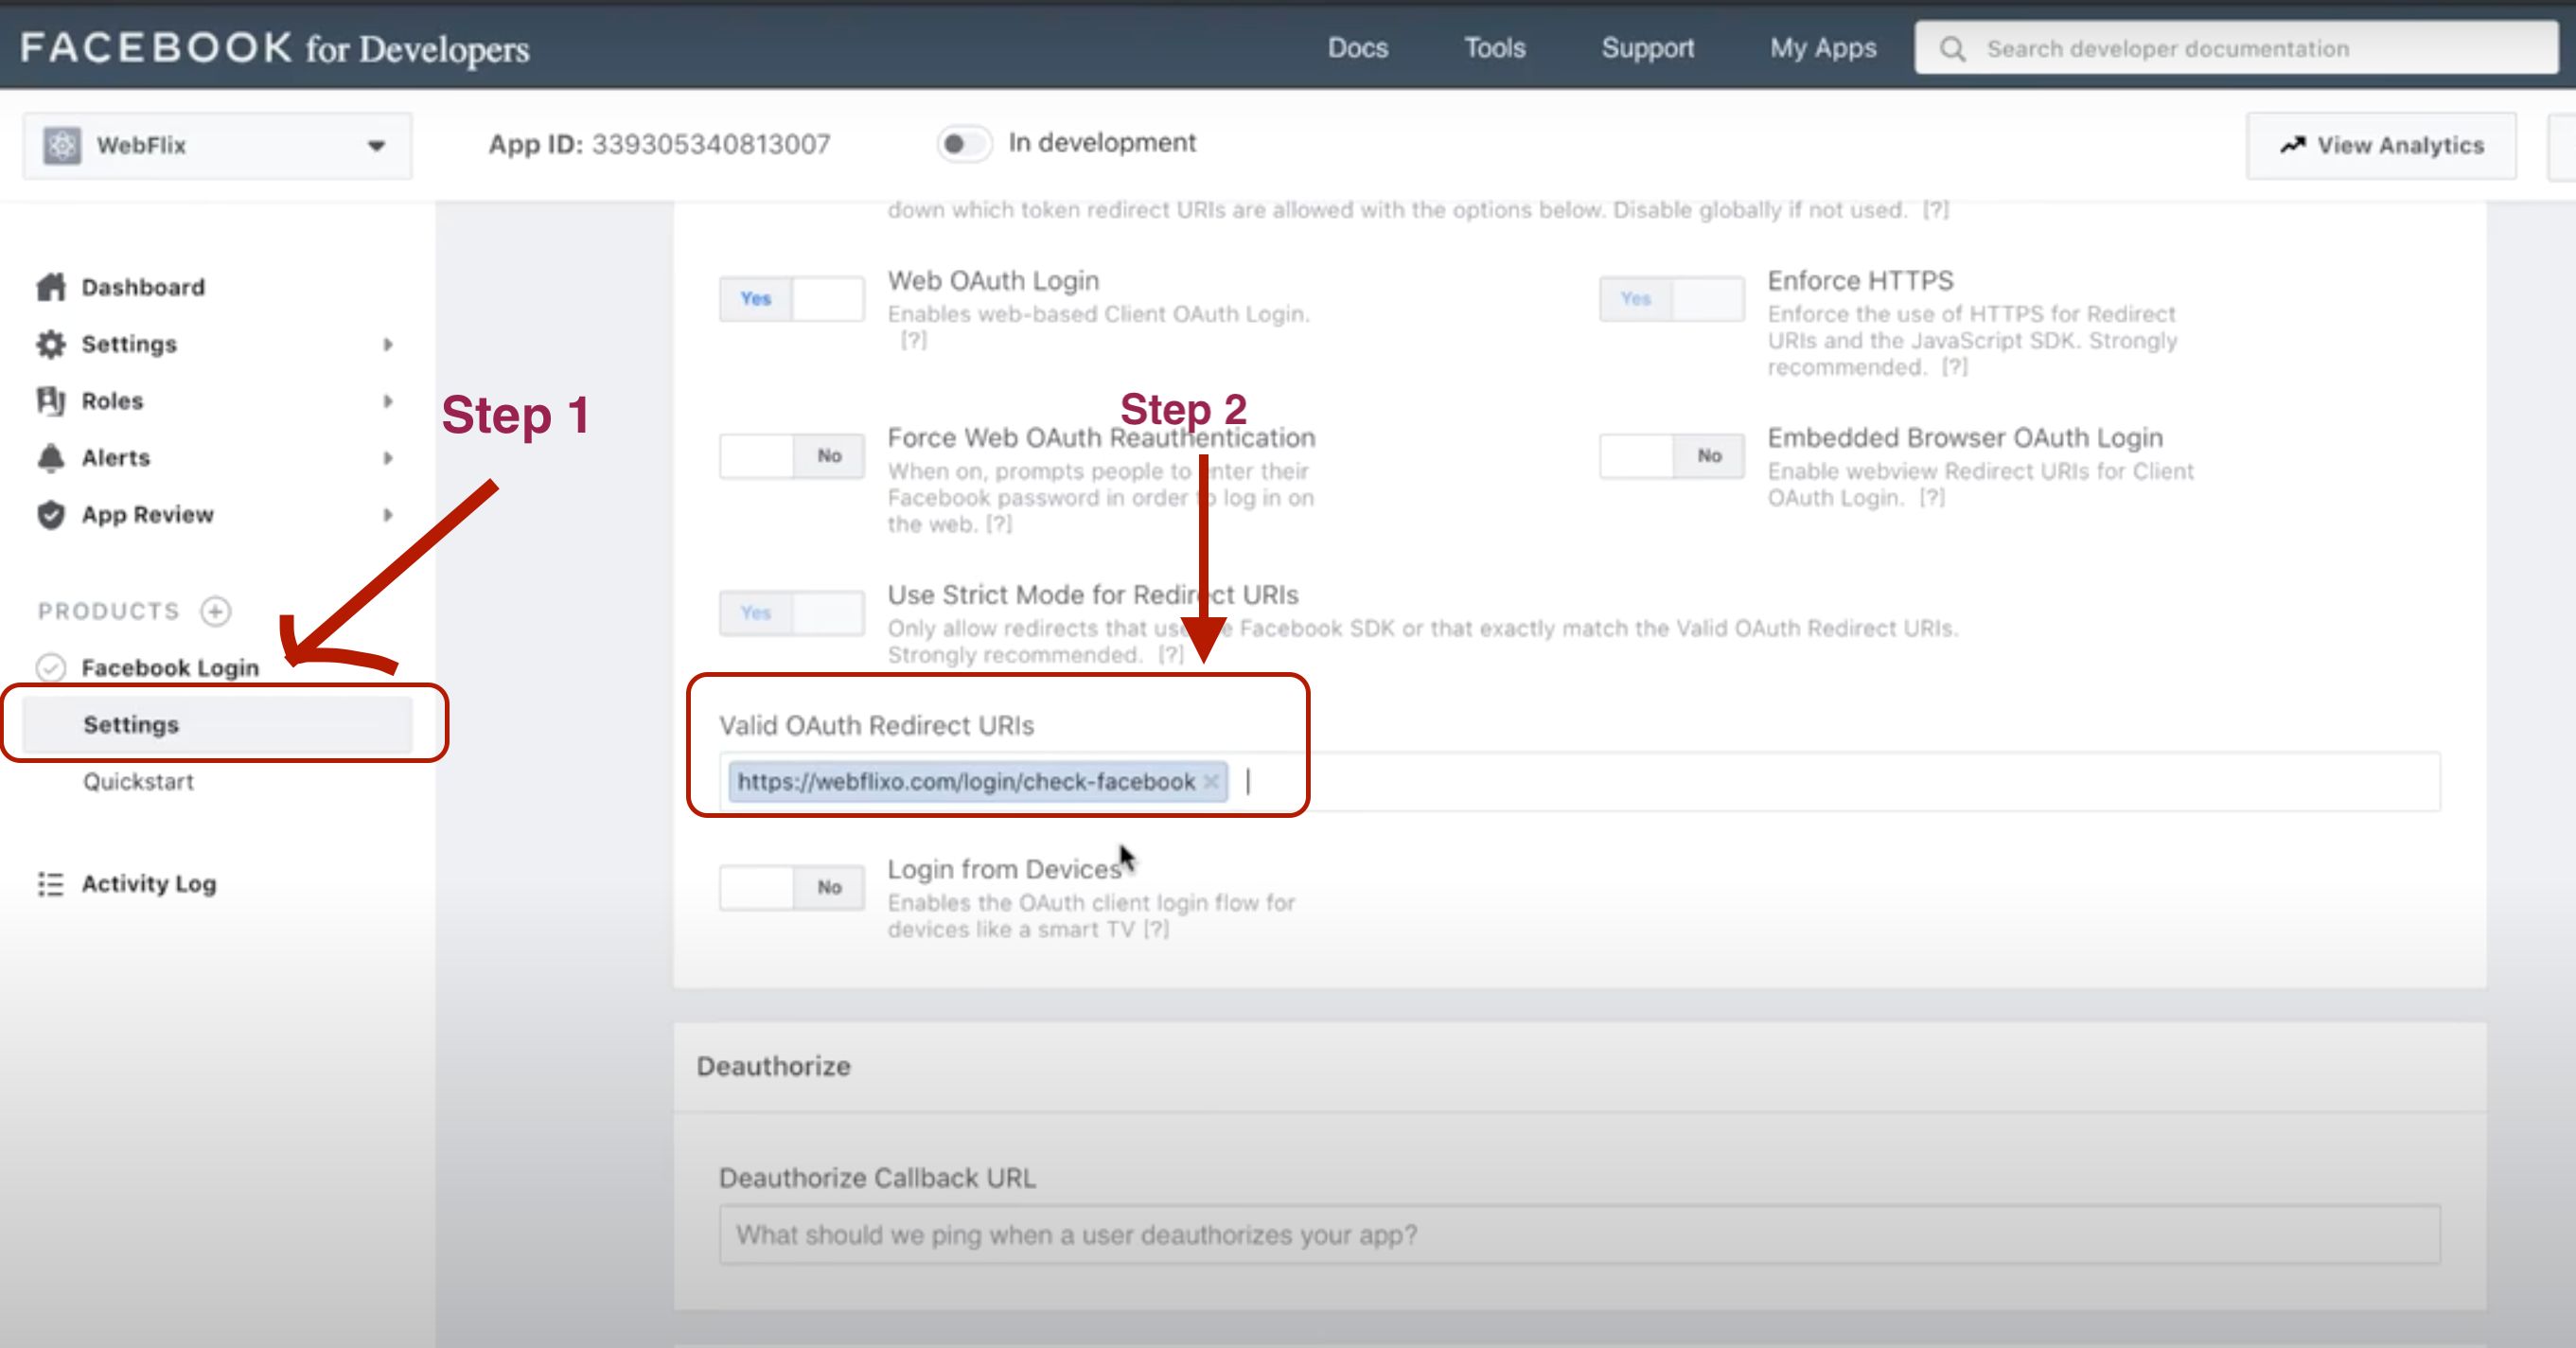 FACEBOOK for Developers
Docs
Tools
Support
My Apps
Search developer documentation
WebFlix
App ID: 339305340813007
In development
View Analytics
Dashboard
Settings
Roles
Alerts
App Review
PRODUCTS
Facebook Login
Settings
Quickstart
Activity Log
Step 1
down which token redirect URIs are allowed with the options below. Disable globally if not used. [?]
Yes
Web OAuth Login
Enables web-based Client OAuth Login.
[?]
Yes
Enforce HTTPS
Enforce the use of HTTPS for Redirect
URIs and the JavaScript SDK. Strongly
recommended. [?]
Step 2
No
Force Web OAuth Reauthentication
When on, prompts people to enter their
Facebook password in order to log in on
the web. [?]
No
Embedded Browser OAuth Login
Enable webview Redirect URIs for Client
OAuth Login. [?]
Yes
Use Strict Mode for Redirect URIs
Only allow redirects that use Facebook SDK or that exactly match the Valid OAuth Redirect URIs.
Strongly recommended. [?]
Valid OAuth Redirect URIs
https://webflixo.com/login/check-facebook
No
Login from Devices
Enables the OAuth client login flow for
devices like a smart TV [?]
Deauthorize
Deauthorize Callback URL
What should we ping when a user deauthorizes your app?